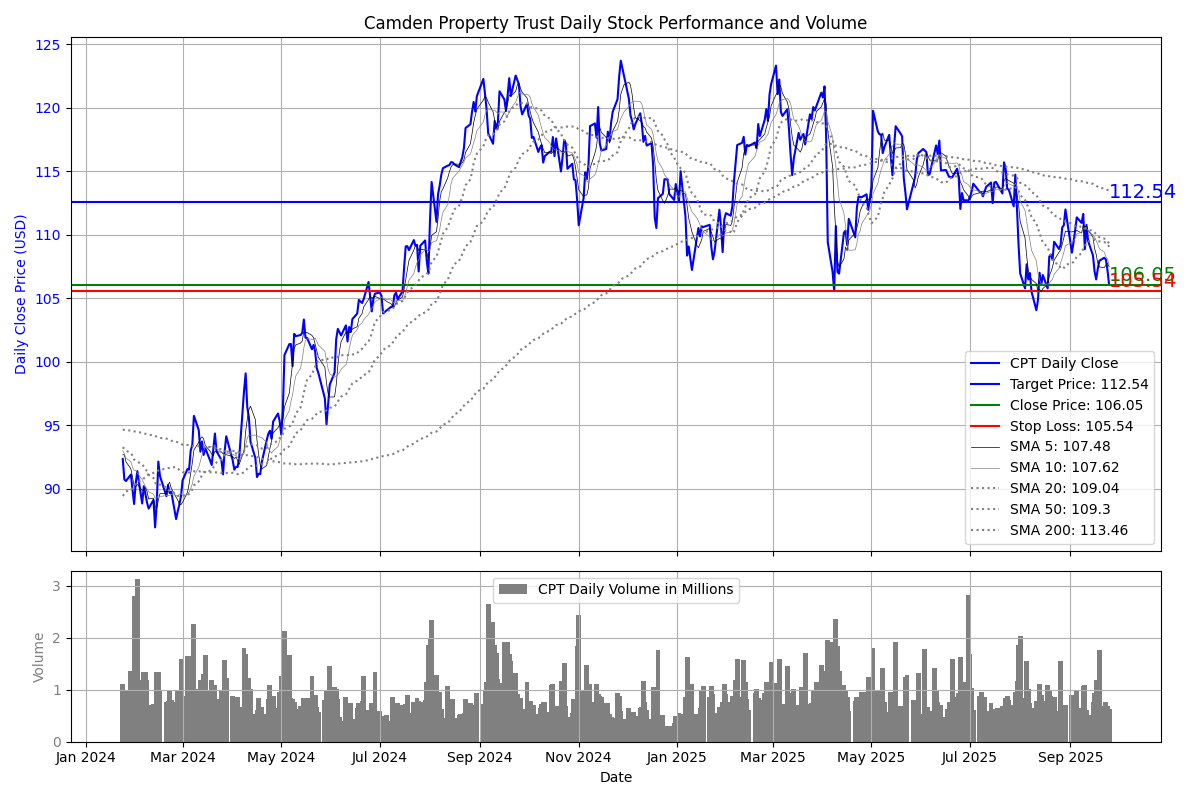 Camden Property Trust Daily Stock Performance and Volume
Daily Close Price (USD)
125
120
115
110
105
100
95
90
112.54
106.05
105.54
CPT Daily Close
Target Price: 112.54
Close Price: 106.05
Stop Loss: 105.54
SMA 5: 107.48
SMA 10: 107.62
SMA 20: 109.04
SMA 50: 109.3
SMA 200: 113.46
Volume
3
2
1
0
CPT Daily Volume in Millions
Jan 2024
Mar 2024
May 2024
Jul 2024
Sep 2024
Nov 2024
Jan 2025
Mar 2025
May 2025
Jul 2025
Sep 2025
Date